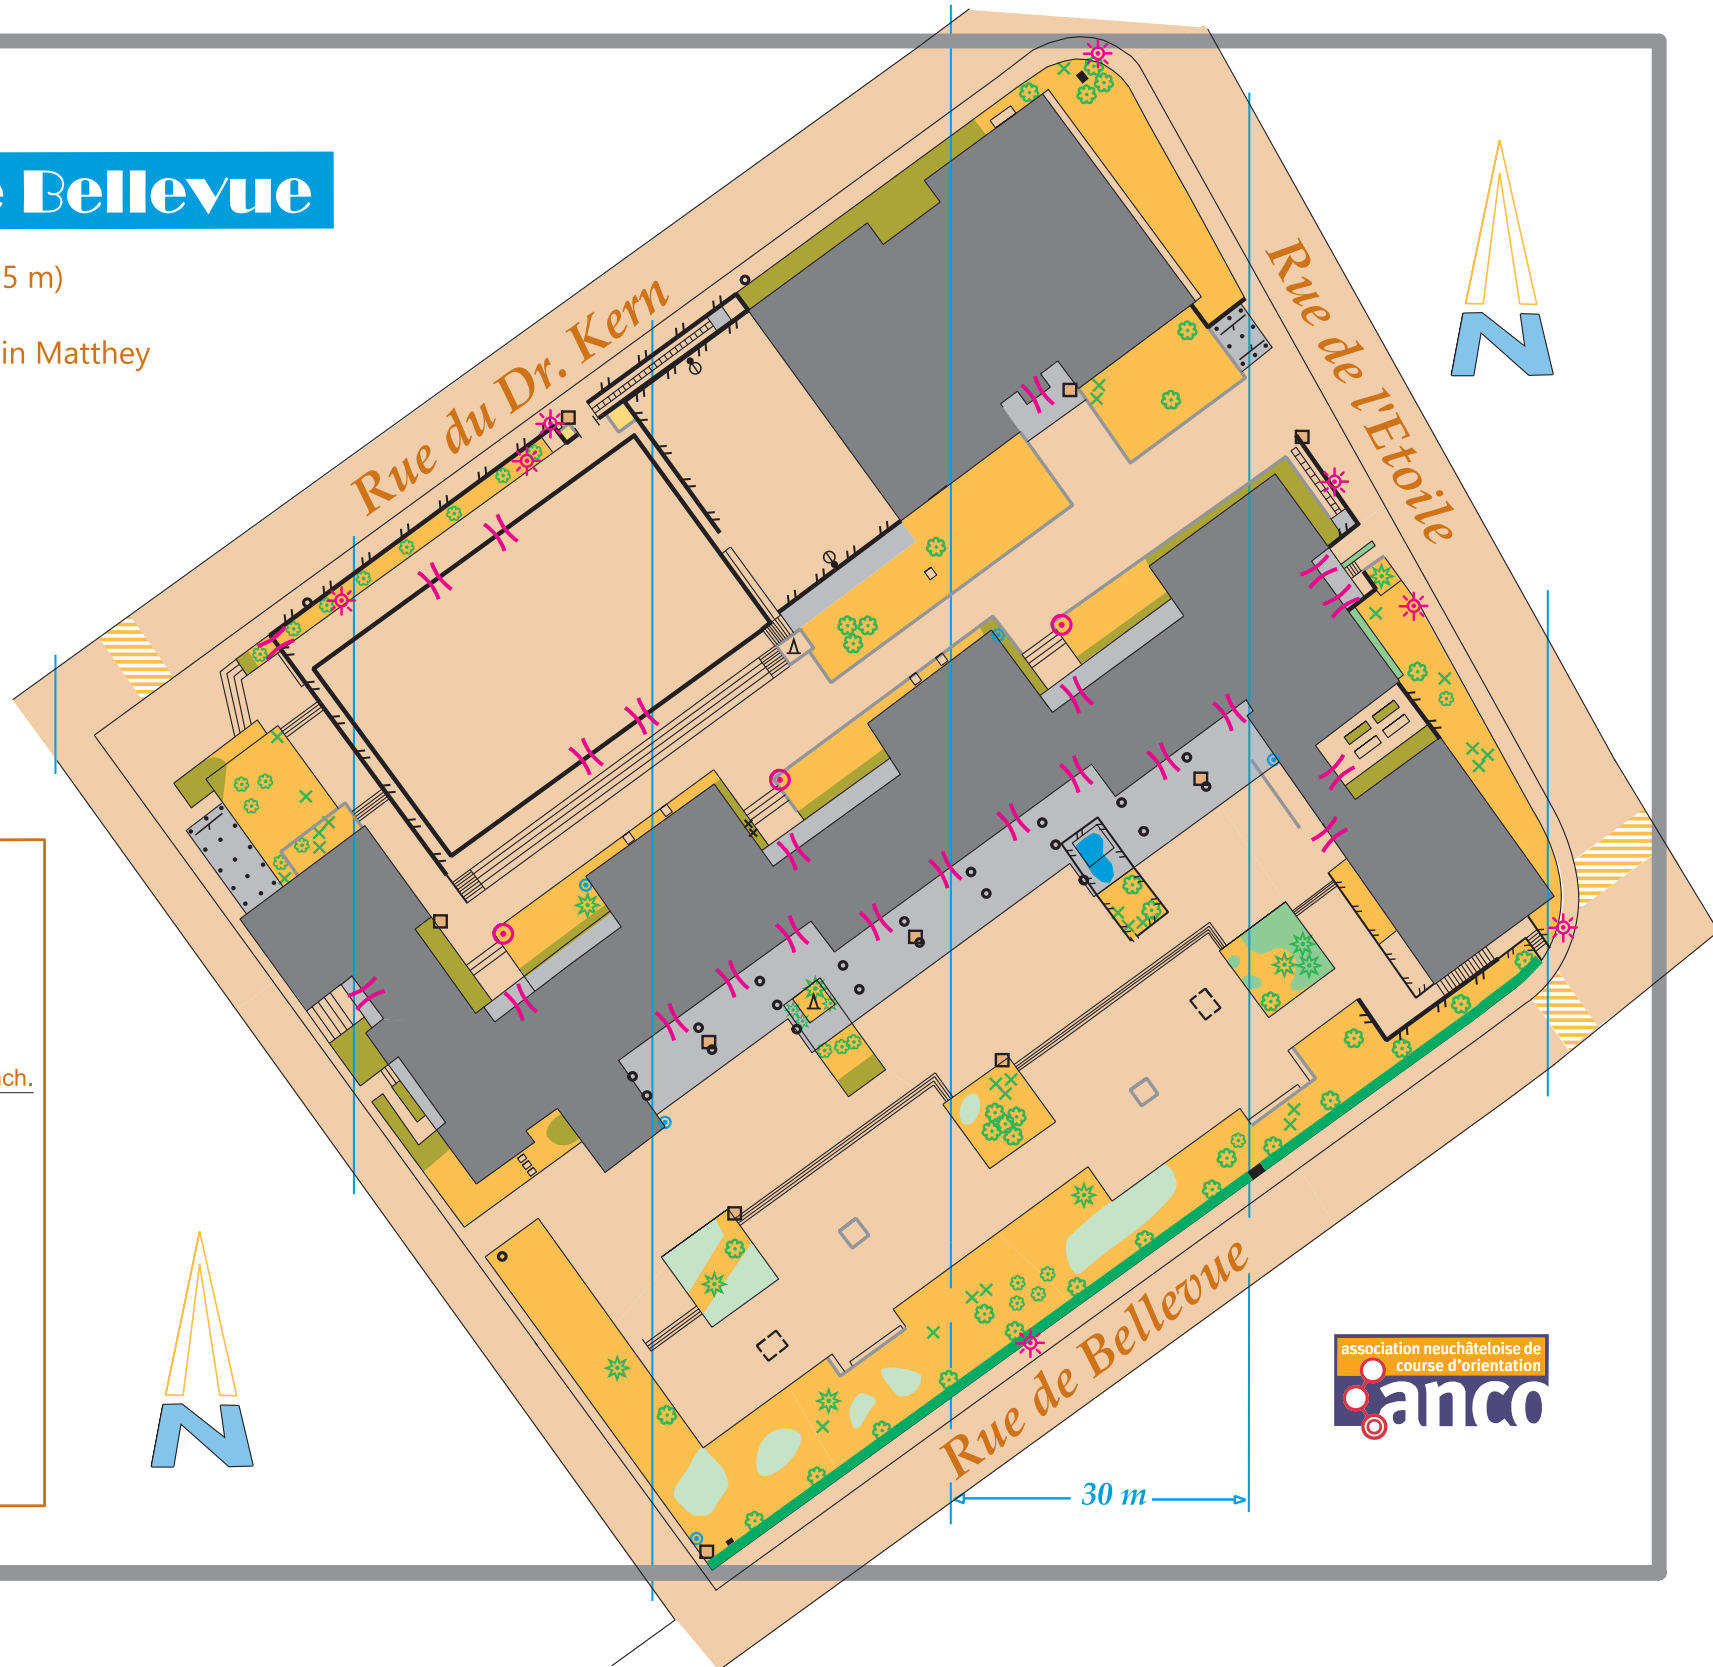 e Bellevue
5 m)
in Matthey
Rue du Dr. Kern
Rue de l'Etoile
ch.
Rue de Bellevue
30 m
association neuchâteloise de
course d'orientation
anco